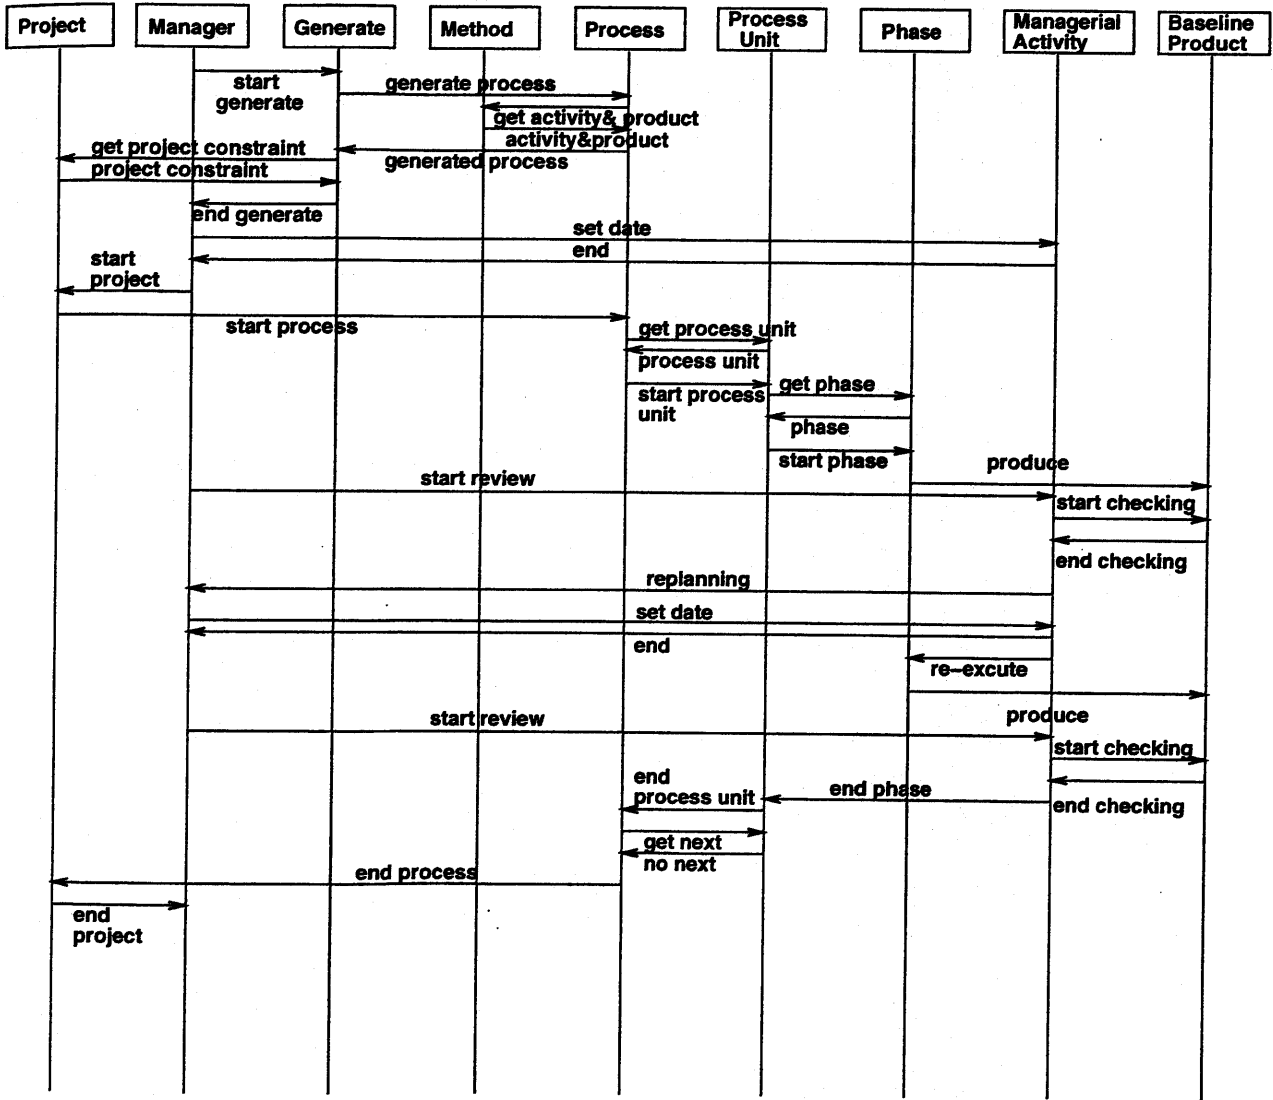 Project
Manager
Generate
Method
Process
Process
Unit
Phase
Managerial
Activity
Baseline
Product
start
generate
generate process
get activity& product
activity&product
get project constraint
generated process
project constraint
end generate
set date
end
start
project
start process
get process unit
process unit
get phase
start process
unit
phase
start phase
produce
start review
start checking
end checking
replanning
set date
end
re-excute
produce
start review
start checking
end
process unit
end phase
end checking
get next
no next
end process
end
project